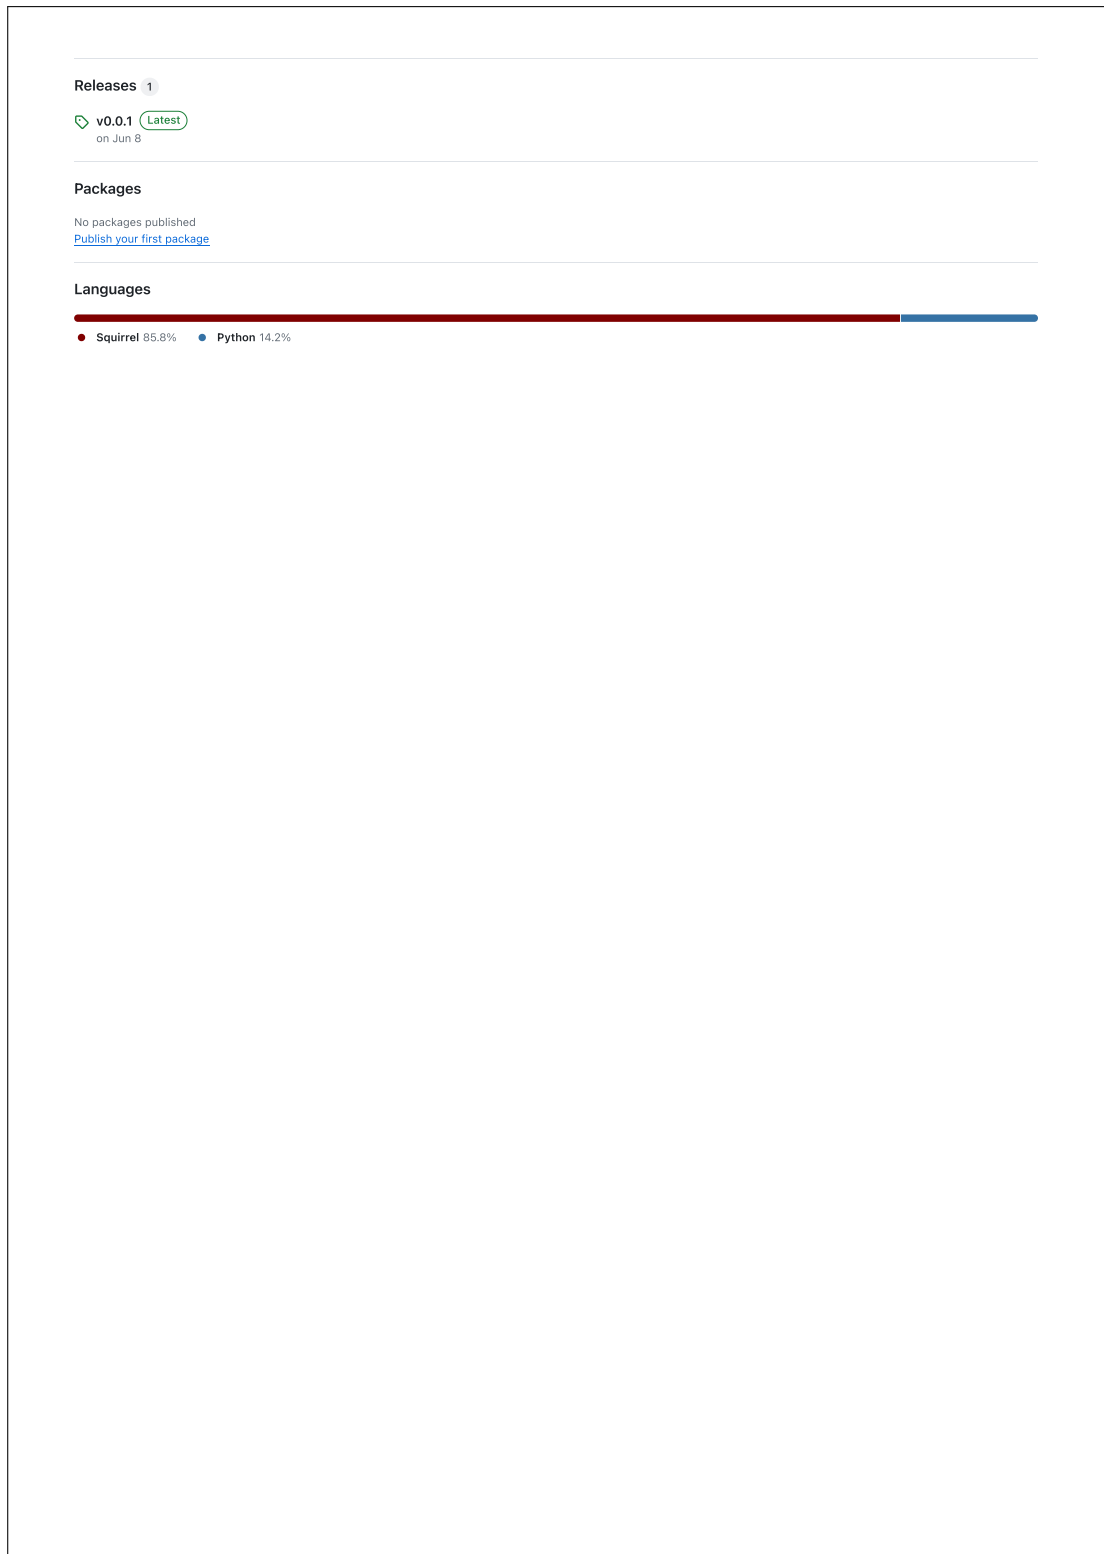 Releases 1
v0.0.1 Latest
on Jun 8
Packages
No packages published
Publish your first package
Languages
Squirrel 85.8% Python 14.2%